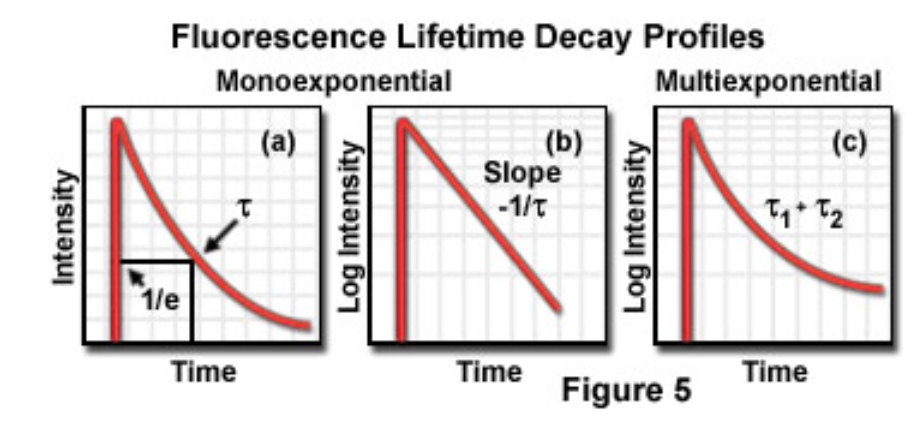 Fluorescence Lifetime Decay Profiles
Monoexponential
Multiexponential
Intensity
(a)
τ
1/e
Time
Log Intensity
(b)
Slope
-1/τ
Time
Log Intensity
(c)
τ1 + τ2
Time
Figure 5